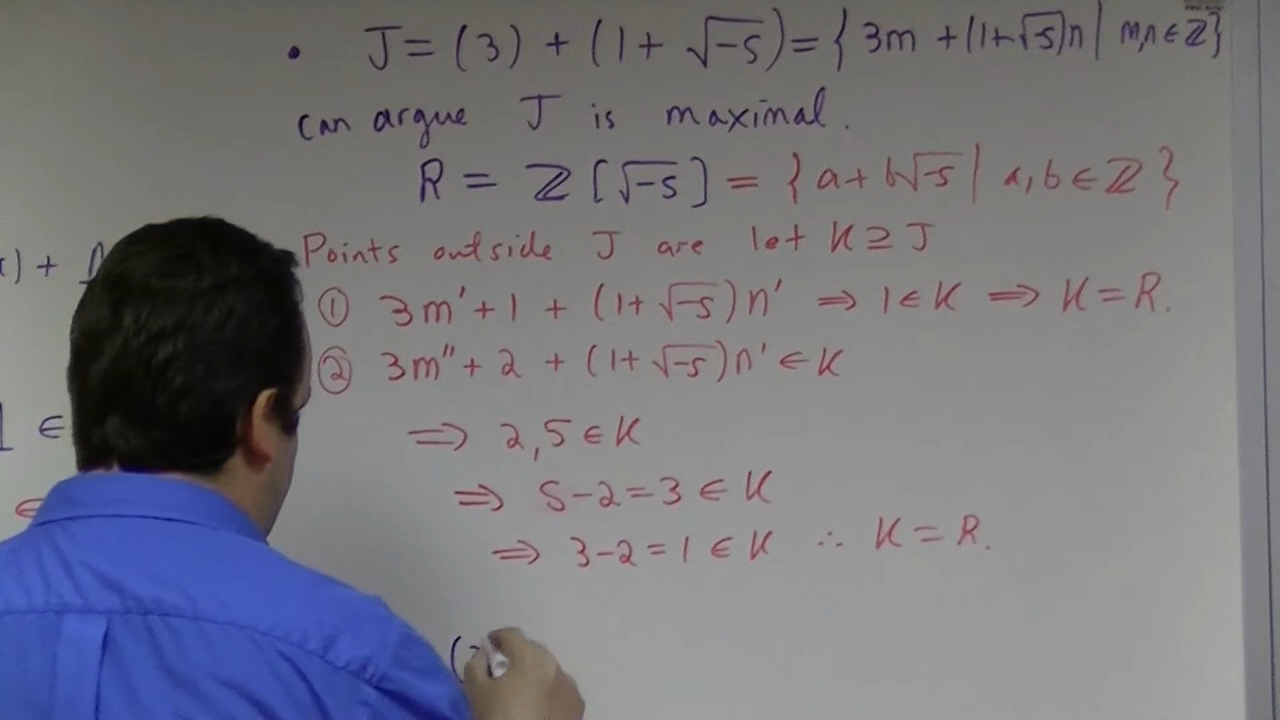 • J = (3) + (1 + √-5) = { 3m + (1+√-5)n | m,n ∈ ℤ }
can argue J is maximal.
R = ℤ[√-5] = { a + b√-5 | a, b ∈ ℤ }
) + 
Points outside J are let K ≥ J
① 3m' + 1 + (1 + √-5)n' ⇒ 1 ∈ K ⇒ K = R.
② 3m'' + 2 + (1 + √-5)n' ∈ K
1 ∈
⇒ 2, 5 ∈ K
⇒ 5 - 2 = 3 ∈ K
∈
⇒ 3 - 2 = 1 ∈ K ∴ K = R.
(